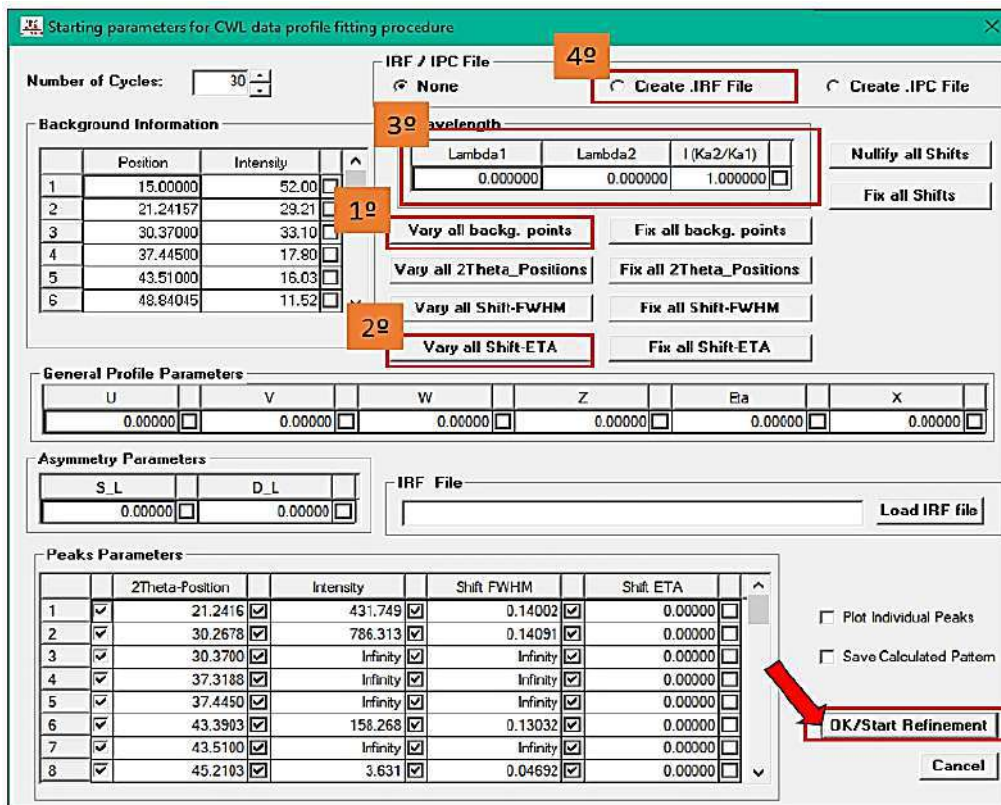 Starting parameters for CWL data profile fitting procedure
Number of Cycles: 30
IRF / IPC File
4º
None
Create .IRF File
Create .IPC File
Background Information
Position Intensity
1 15.00000 52.00
2 21.24157 29.21
3 30.37000 33.10
4 37.44500 17.80
5 43.51000 16.03
6 48.84045 11.52
3º
avelength
Lambda1 Lambda2 I (Ka2/Ka1)
0.000000 0.000000 1.000000
Nullify all Shifts
Fix all Shifts
1º
Vary all backg. points
Fix all backg. points
Vary all 2Theta_Positions
Fix all 2Theta_Positions
Vary all Shift-FWHM
Fix all Shift-FWHM
2º
Vary all Shift-ETA
Fix all Shift-ETA
General Profile Parameters
U V W Z Eta X
0.00000 0.00000 0.00000 0.00000 0.00000 0.00000
Asymmetry Parameters
S_L D_L
0.00000 0.00000
IRF File
Load IRF file
Peaks Parameters
2Theta-Position Intensity Shift FWHM Shift ETA
1 21.2416 431.749 0.14002 0.00000
2 30.2678 786.313 0.14091 0.00000
3 30.3700 Infinity Infinity 0.00000
4 37.3188 Infinity Infinity 0.00000
5 37.4450 Infinity Infinity 0.00000
6 43.3903 158.268 0.13032 0.00000
7 43.5100 Infinity Infinity 0.00000
8 45.2103 3.631 0.04692 0.00000
Plot Individual Peaks
Save Calculated Pattern
OK/Start Refinement
Cancel